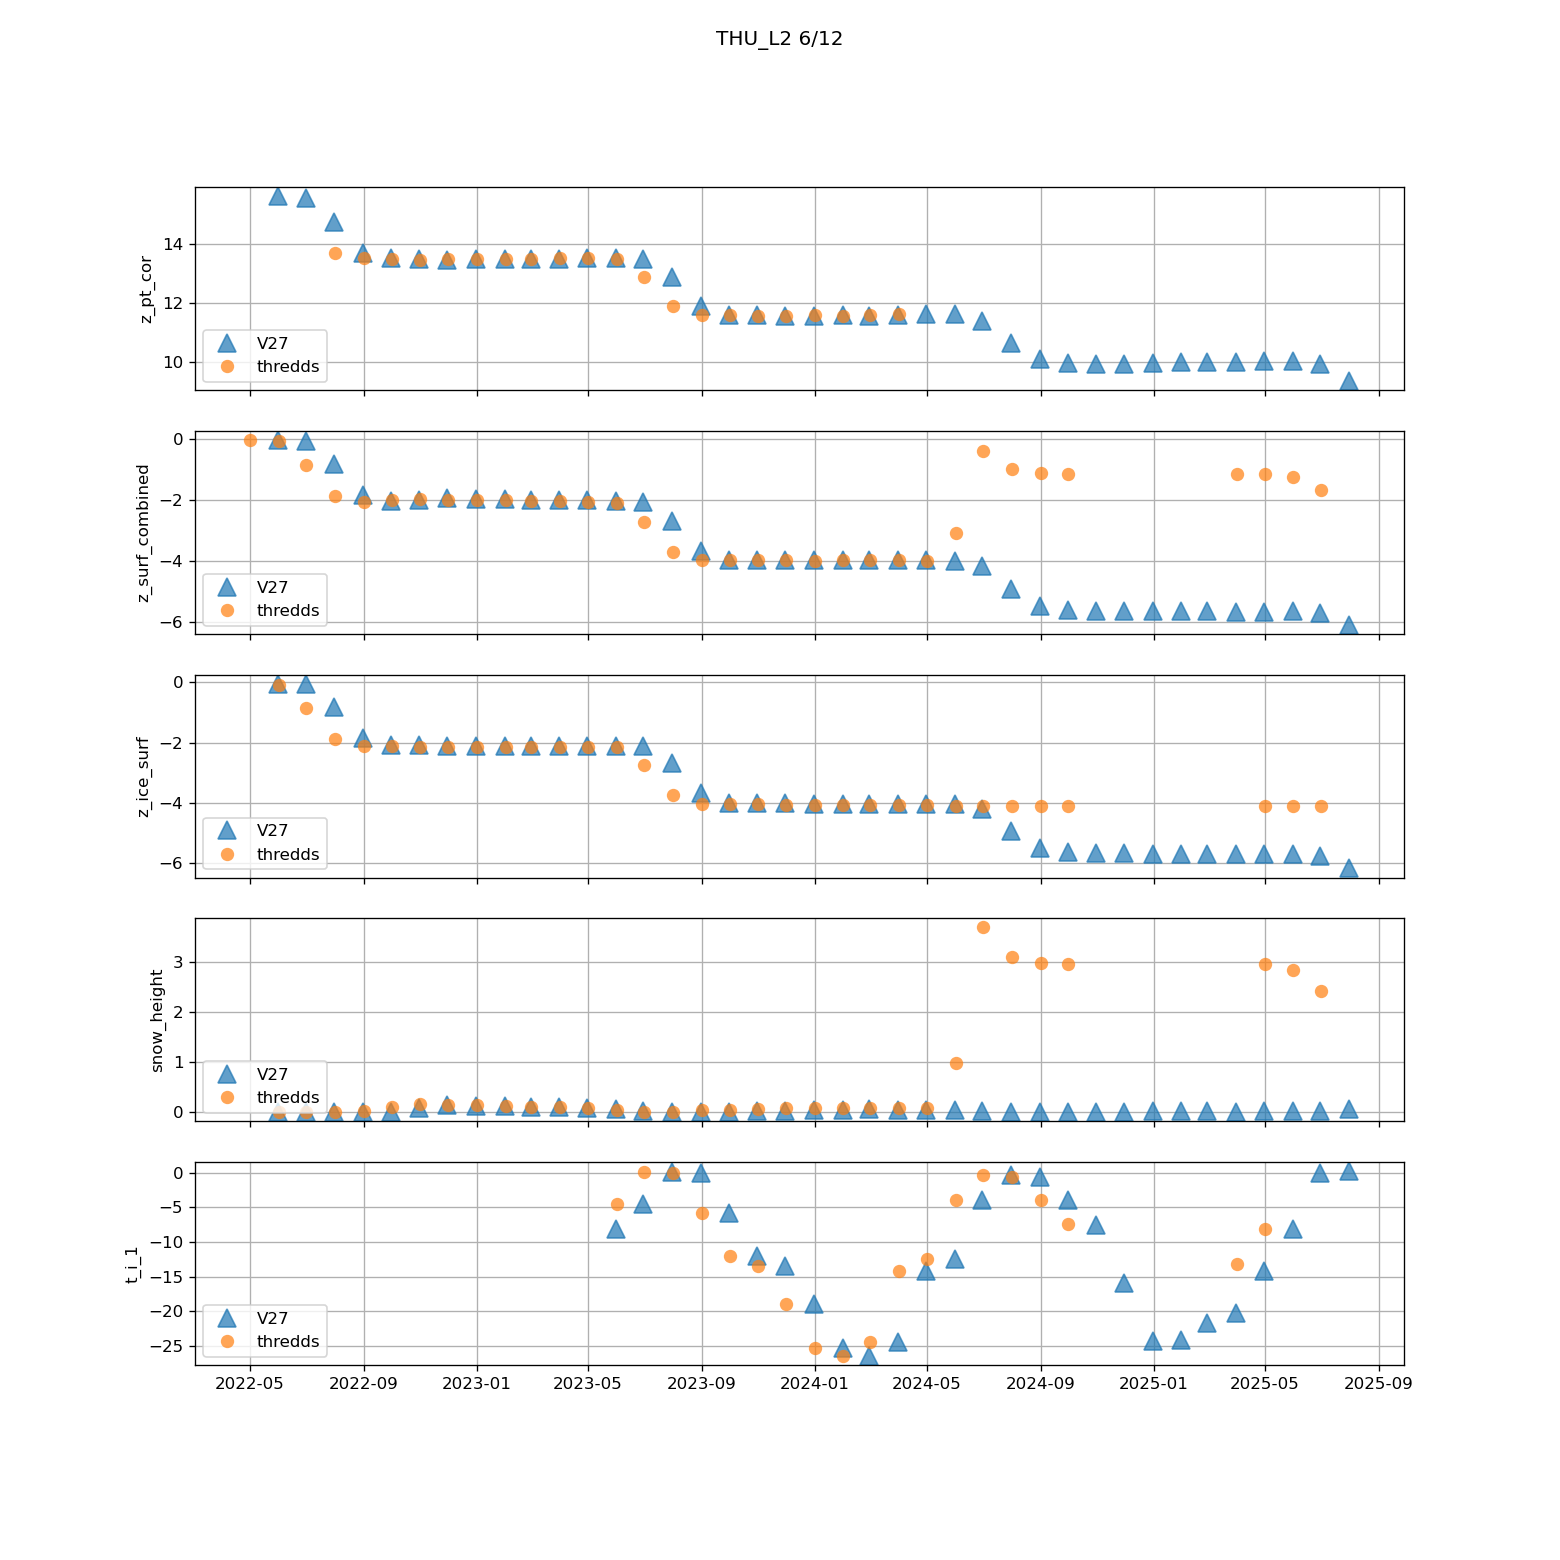 THU_L2 6/12
z_pt_cor
14
12
10
V27
thredds
z_surf_combined
0
−2
−4
−6
V27
thredds
z_ice_surf
0
−2
−4
−6
V27
thredds
snow_height
3
2
1
0
V27
thredds
t_i_1
0
−5
−10
−15
−20
−25
V27
thredds
2022-05 2022-09 2023-01 2023-05 2023-09 2024-01 2024-05 2024-09 2025-01 2025-05 2025-09